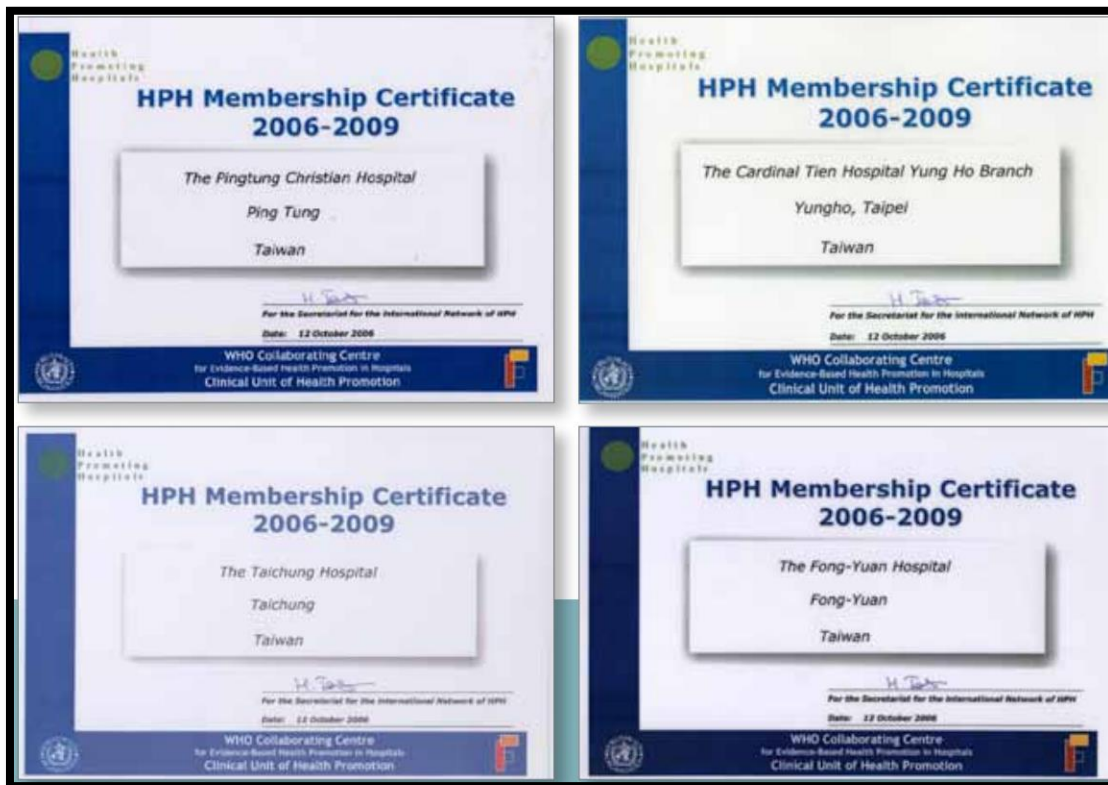 Health
Promoting
Hospitals
HPH Membership Certificate
2006-2009
The Pingtung Christian Hospital
Ping Tung
Taiwan
For the Secretariat for the International Network of HPH
Date: 12 October 2006
WHO Collaborating Centre
for Evidence-Based Health Promotion in Hospitals
Clinical Unit of Health Promotion
Health
Promoting
Hospitals
HPH Membership Certificate
2006-2009
The Cardinal Tien Hospital Yung Ho Branch
Yungho, Taipei
Taiwan
For the Secretariat for the International Network of HPH
Date: 12 October 2006
WHO Collaborating Centre
for Evidence-Based Health Promotion in Hospitals
Clinical Unit of Health Promotion
Health
Promoting
Hospitals
HPH Membership Certificate
2006-2009
The Taichung Hospital
Taichung
Taiwan
For the Secretariat for the International Network of HPH
Date: 12 October 2006
WHO Collaborating Centre
for Evidence-Based Health Promotion in Hospitals
Clinical Unit of Health Promotion
Health
Promoting
Hospitals
HPH Membership Certificate
2006-2009
The Fong-Yuan Hospital
Fong-Yuan
Taiwan
For the Secretariat for the International Network of HPH
Date: 12 October 2006
WHO Collaborating Centre
for Evidence-Based Health Promotion in Hospitals
Clinical Unit of Health Promotion